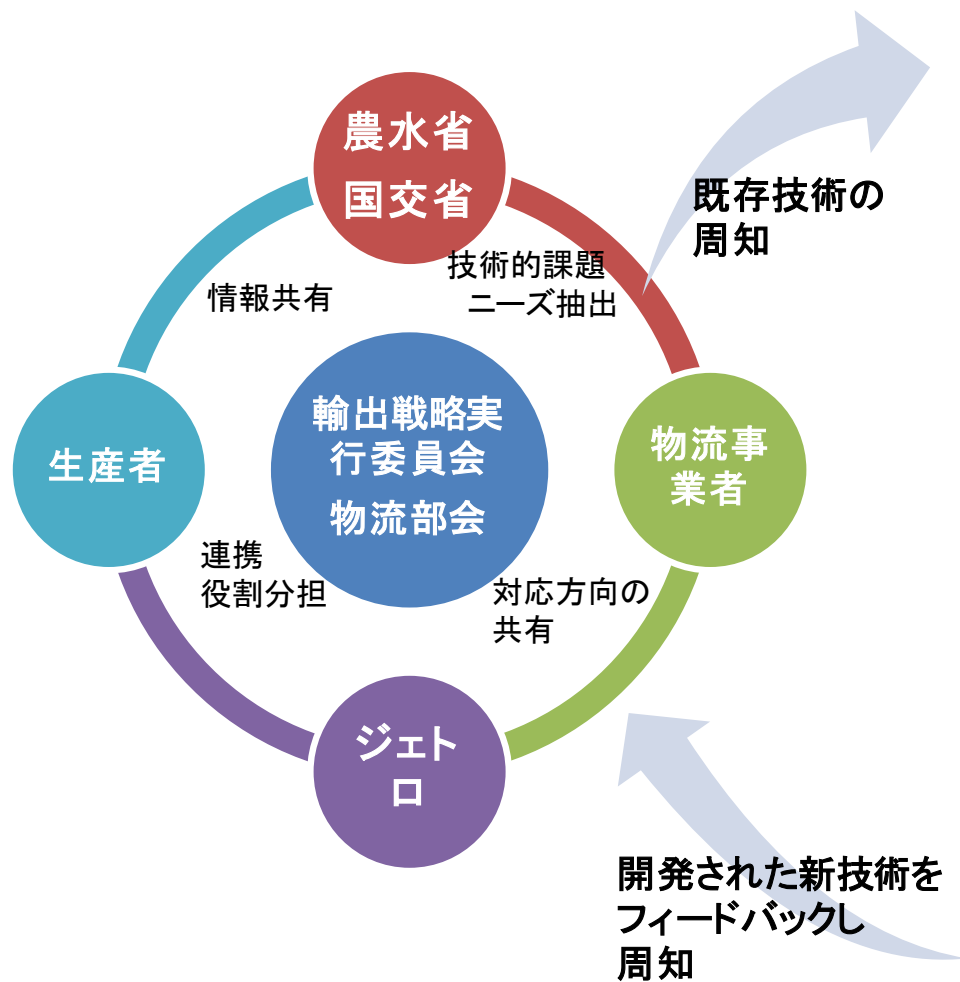 農水省
国交省
既存技術の
周知
技術的課題
ニーズ抽出
情報共有
輸出戦略実
行委員会
物流部会
生産者
物流事
業者
連携
役割分担
対応方向の
共有
ジェト
ロ
開発された新技術を
フィードバックし
周知